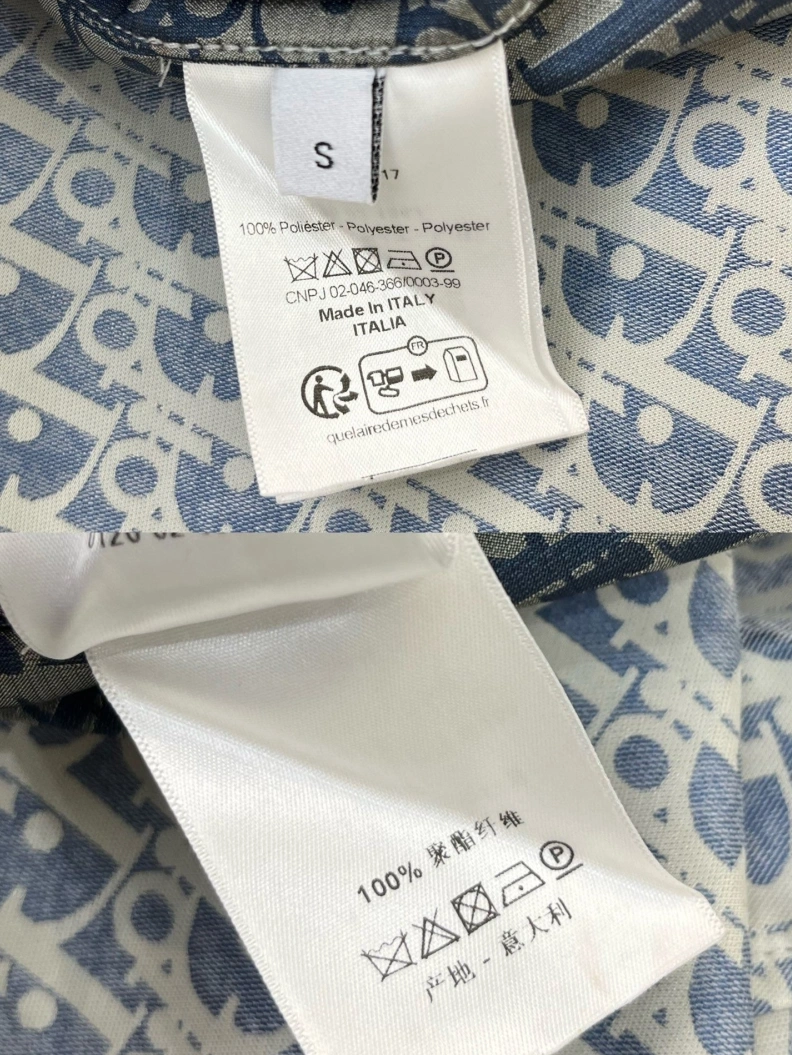 S
17
100% Poliéster - Polyester - Polyester
P
CNPJ 02-046-366/0003-99
Made In ITALY
ITALIA
FR
quelairedemesdechets.fr
100% 聚酯纤维
P
产地 - 意大利